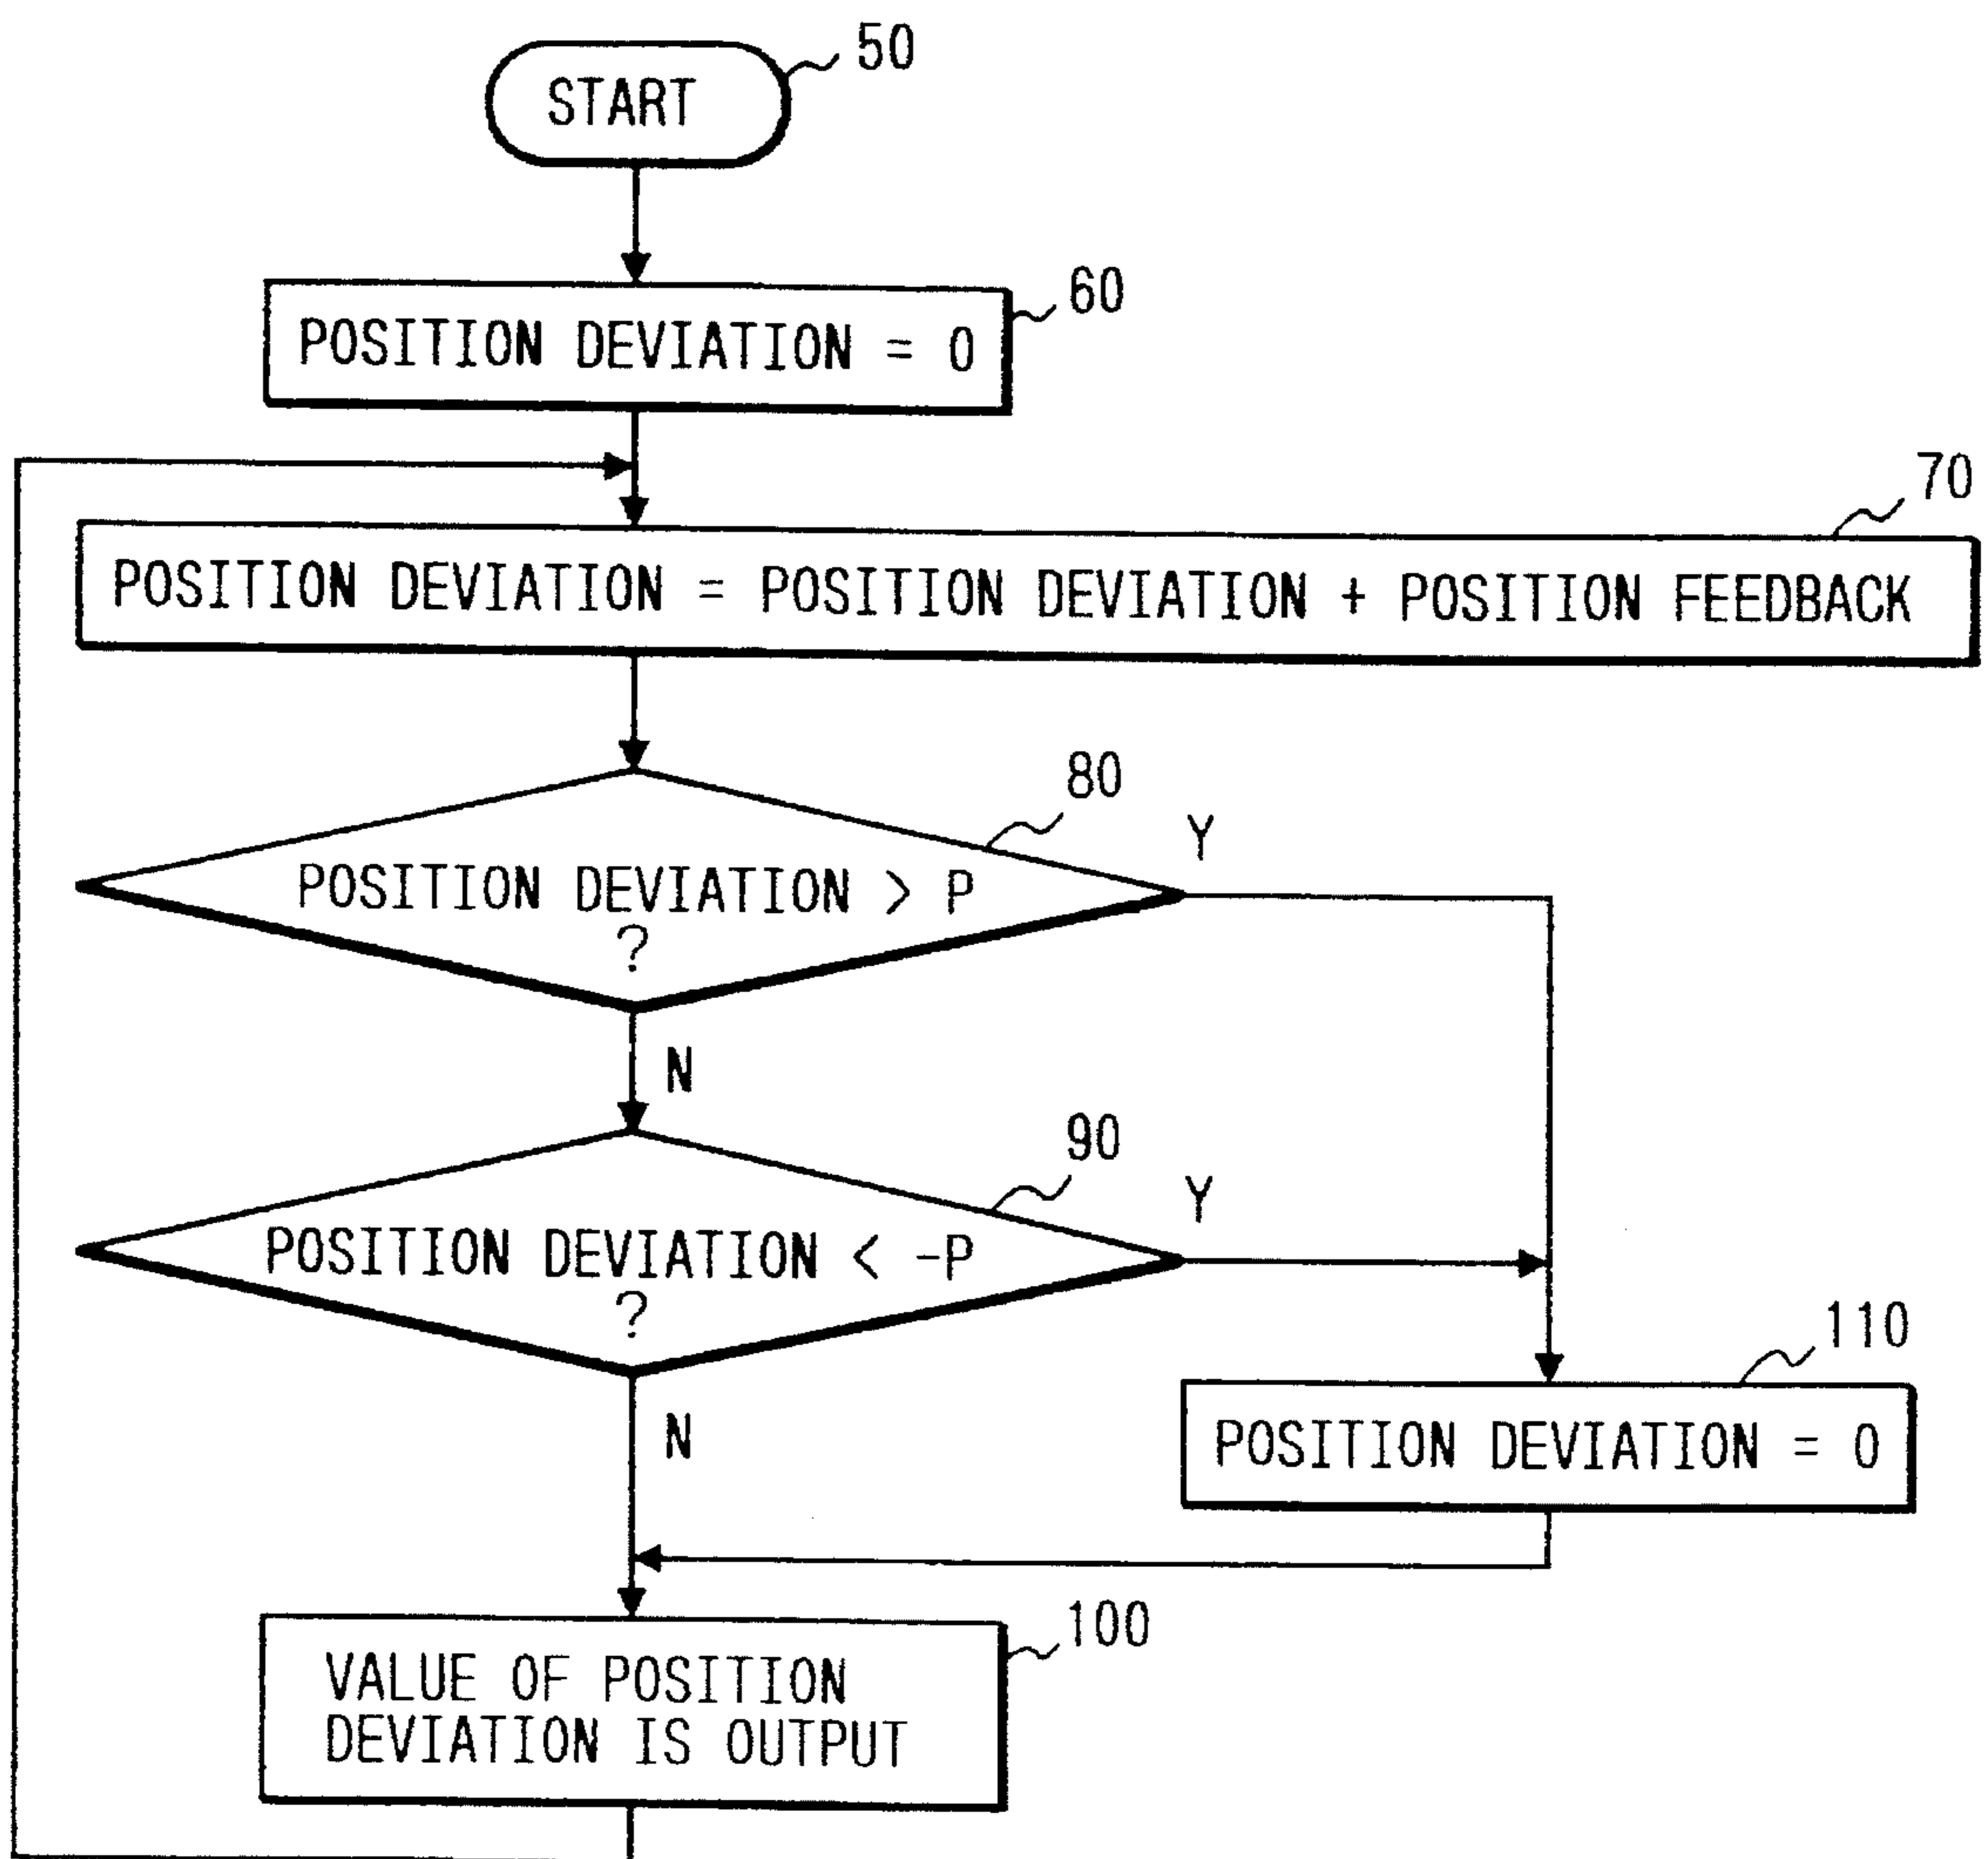 START
50
POSITION DEVIATION = 0
60
70
POSITION DEVIATION = POSITION DEVIATION + POSITION FEEDBACK
80
Y
POSITION DEVIATION > P
?
N
90
Y
POSITION DEVIATION < -P
?
110
N
POSITION DEVIATION = 0
100
VALUE OF POSITION
DEVIATION IS OUTPUT